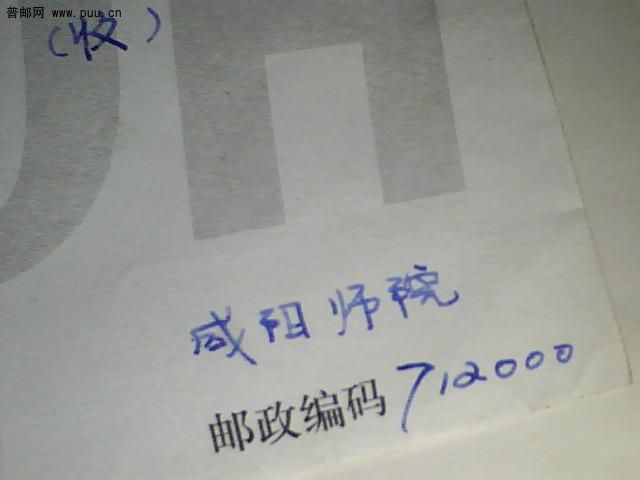 普邮网 www.puu.cn
（收）
咸阳师院
邮政编码 712000